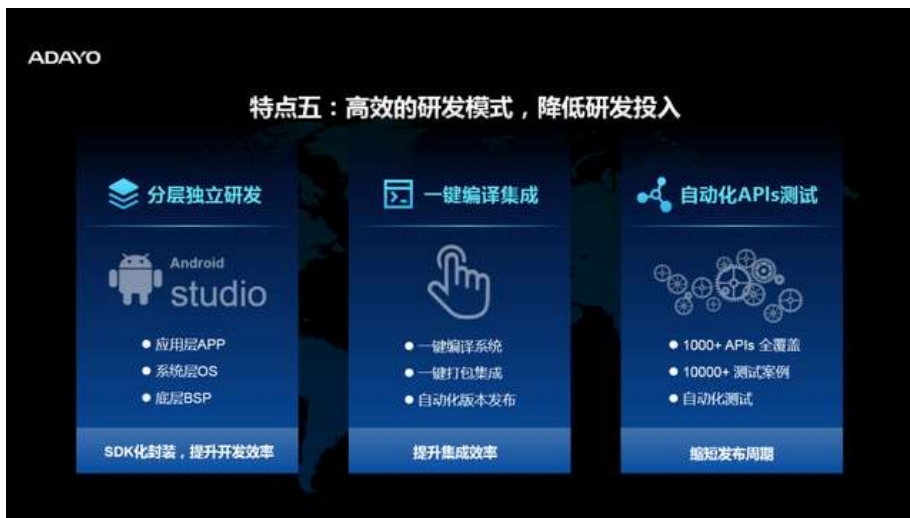 ADAYO
特点五：高效的研发模式，降低研发投入
分层独立研发
Android
studio
● 应用层APP
● 系统层OS
● 底层BSP
SDK化封装，提升开发效率
一键编译集成
● 一键编译系统
● 一键打包集成
● 自动化版本发布
提升集成效率
自动化APIs测试
● 1000+ APIs 全覆盖
● 10000+ 测试案例
● 自动化测试
缩短发布周期